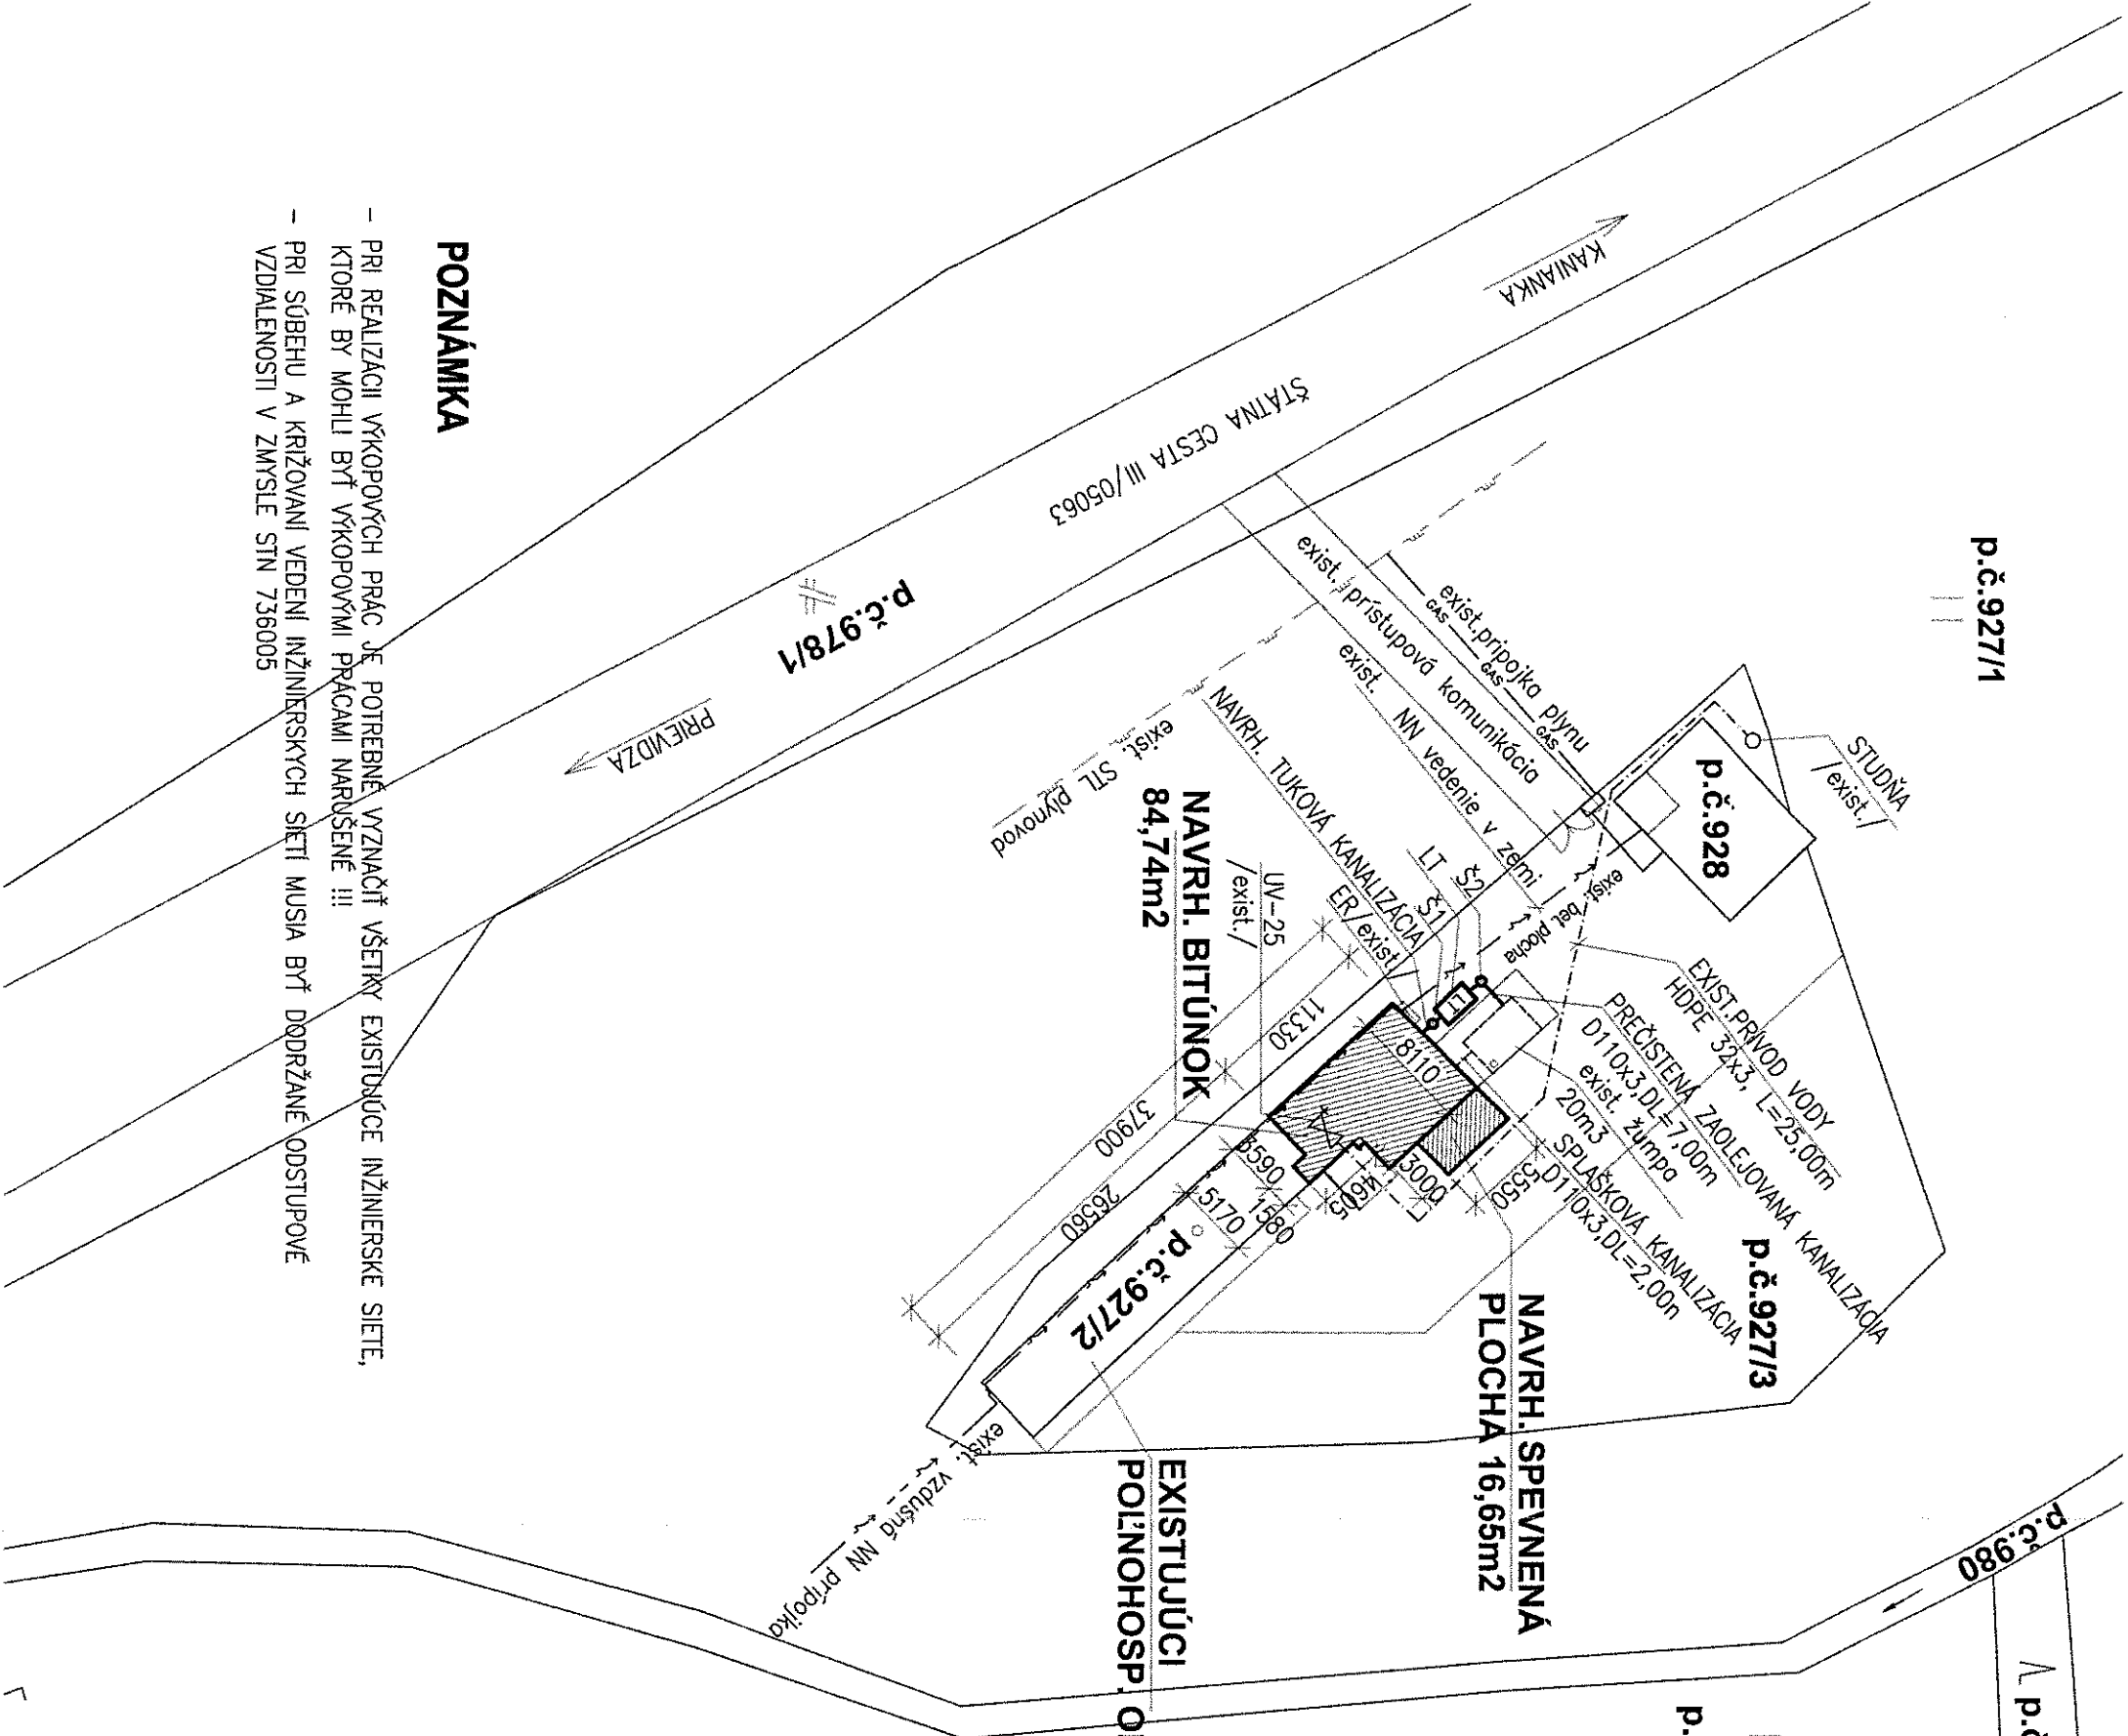 p.č.927/1
STUDŇA
/exist./
p.č.928
KANIANKA
ŠTÁTNA CESTA III/05063
p.č.978/1
PRIEVIDZA
exist. prístupová komunikácia
exist.prípojka plynu
GAS
GAS
GAS
exist.
NN vedenie v zemi
exist. STL plynovod
NAVRH. TUKOVÁ KANALIZÁCIA
LT
Š1
Š2
ER/exist/
exist. bet. plocha
EXIST.PRÍVOD VODY
HDPE 32x3, L=25,00m
PREČISTENÁ ZAOLEJOVANÁ KANALIZÁCIA
D110x3,DL=7,00m
exist. žumpa
20m3
SPLAŠKOVÁ KANALIZÁCIA
D110x3,DL=2,00m
p.č.927/3
NAVRH. SPEVNENÁ
PLOCHA 16,65m2
NAVRH. BITÚNOK
84,74m2
UV-25
/exist./
LT
8110
11330
37900
26560
3590
5170
1580
4605
3000
5550
p.č.927/2
EXISTUJÚCI
POĽNOHOSP. O
exist. vzdušná NN prípojka
p.č.980
p.č
p.
POZNÁMKA
- PRI REALIZÁCII VÝKOPOVÝCH PRÁC JE POTREBNÉ VYZNAČIŤ VŠETKY EXISTUJÚCE INŽINIERSKE SIETE,
KTORÉ BY MOHLI BYŤ VÝKOPOVÝMI PRÁCAMI NARUŠENÉ !!!
- PRI SÚBEHU A KRIŽOVANÍ VEDENÍ INŽINIERSKYCH SIETÍ MUSIA BYŤ DODRŽANÉ ODSTUPOVÉ
VZDIALENOSTI V ZMYSLE STN 736005